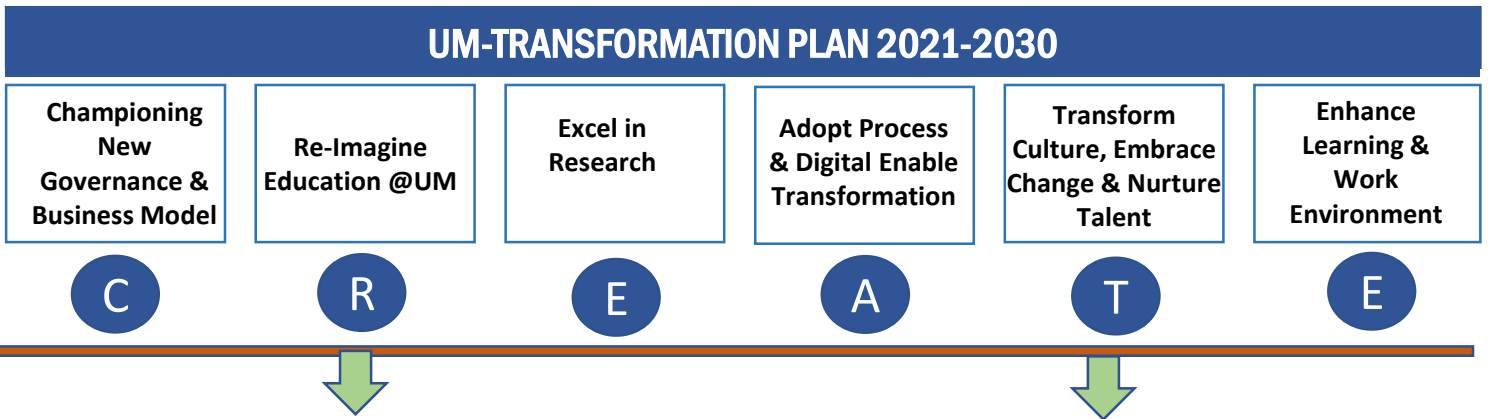 UM-TRANSFORMATION PLAN 2021-2030
Championing
New
Governance &
Business Model
Re-Imagine
Education @UM
Excel in
Research
Adopt Process
& Digital Enable
Transformation
Transform
Culture, Embrace
Change & Nurture
Talent
Enhance
Learning &
Work
Environment
C
R
E
A
T
E